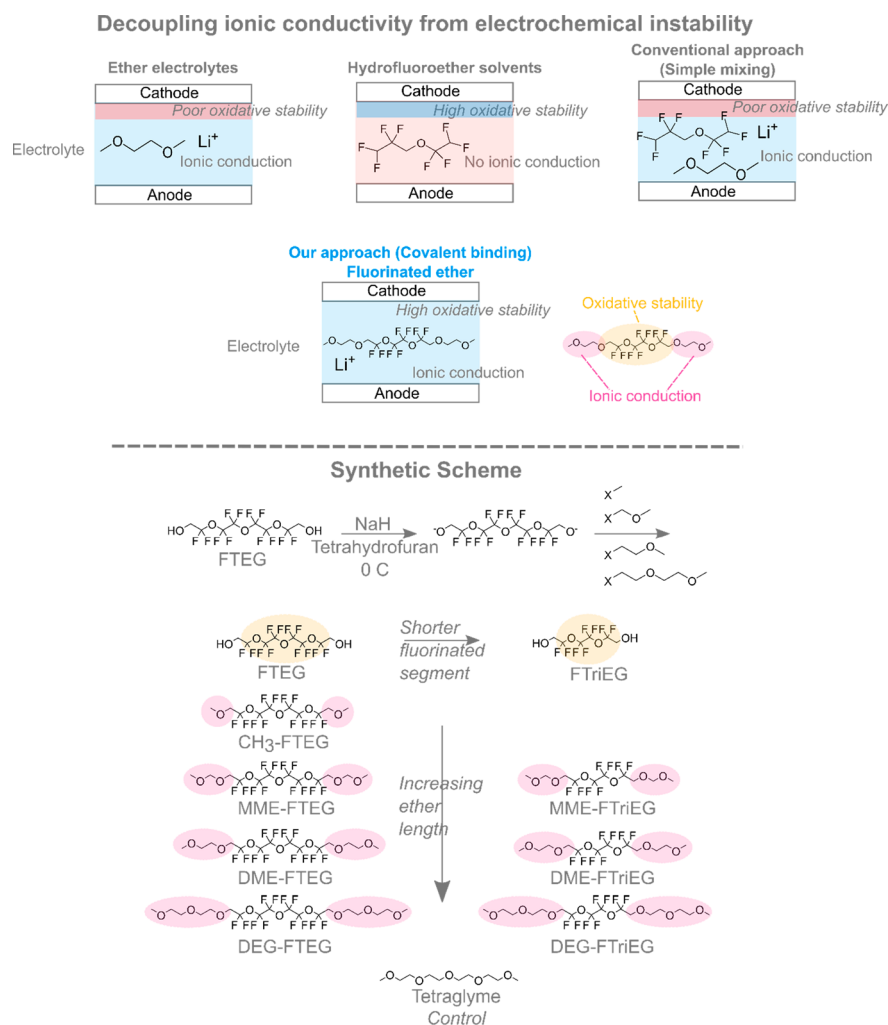 Decoupling ionic conductivity from electrochemical instability
Ether electrolytes
Cathode
Poor oxidative stability
Electrolyte
Li⁺
Ionic conduction
Anode
Hydrofluoroether solvents
Cathode
High oxidative stability
No ionic conduction
Anode
Conventional approach
(Simple mixing)
Cathode
Poor oxidative stability
Li⁺
Ionic conduction
Anode
Our approach (Covalent binding)
Fluorinated ether
Cathode
High oxidative stability
Electrolyte
Li⁺
Ionic conduction
Anode
Oxidative stability
Ionic conduction
Synthetic Scheme
FTEG
NaH
Tetrahydrofuran
0 C
FTEG
Shorter
fluorinated
segment
FTriEG
CH3-FTEG
MME-FTEG
Increasing
ether
length
MME-FTriEG
DME-FTEG
DME-FTriEG
DEG-FTEG
DEG-FTriEG
Tetraglyme
Control